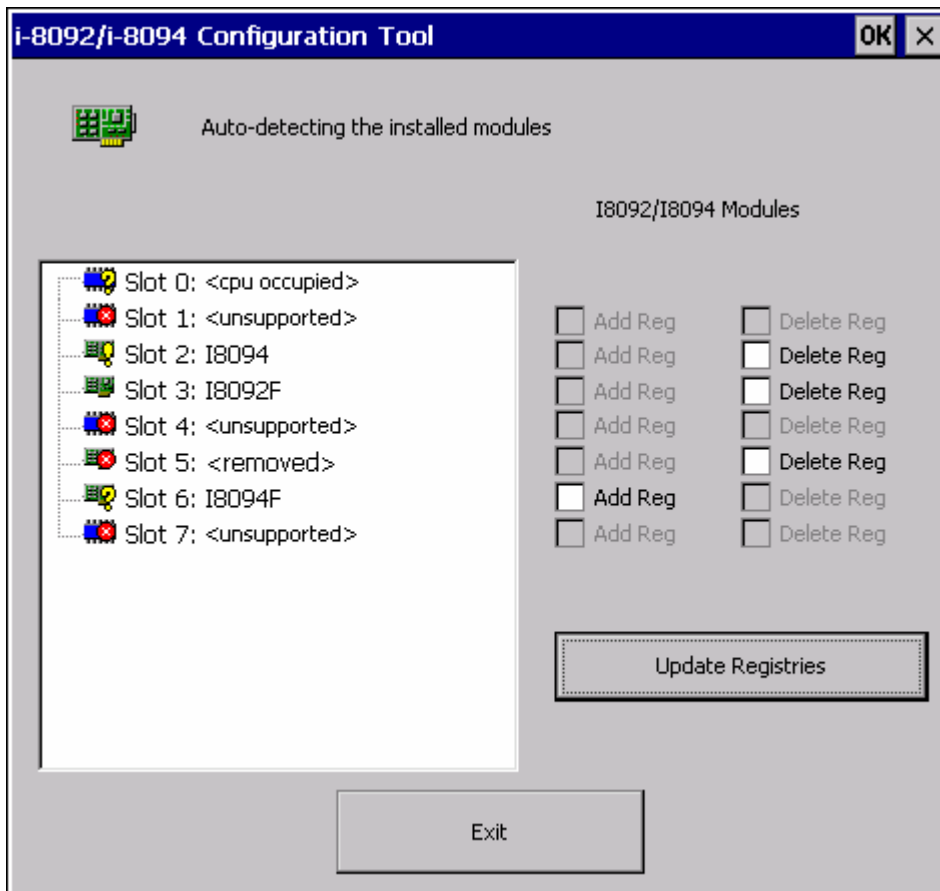 i-8092/i-8094 Configuration Tool OK ×
Auto-detecting the installed modules
I8092/I8094 Modules
Slot 0: <cpu occupied>
Slot 1: <unsupported> Add Reg Delete Reg
Slot 2: I8094 Add Reg Delete Reg
Slot 3: I8092F Add Reg Delete Reg
Slot 4: <unsupported> Add Reg Delete Reg
Slot 5: <removed> Add Reg Delete Reg
Slot 6: I8094F Add Reg Delete Reg
Slot 7: <unsupported> Add Reg Delete Reg
Update Registries
Exit